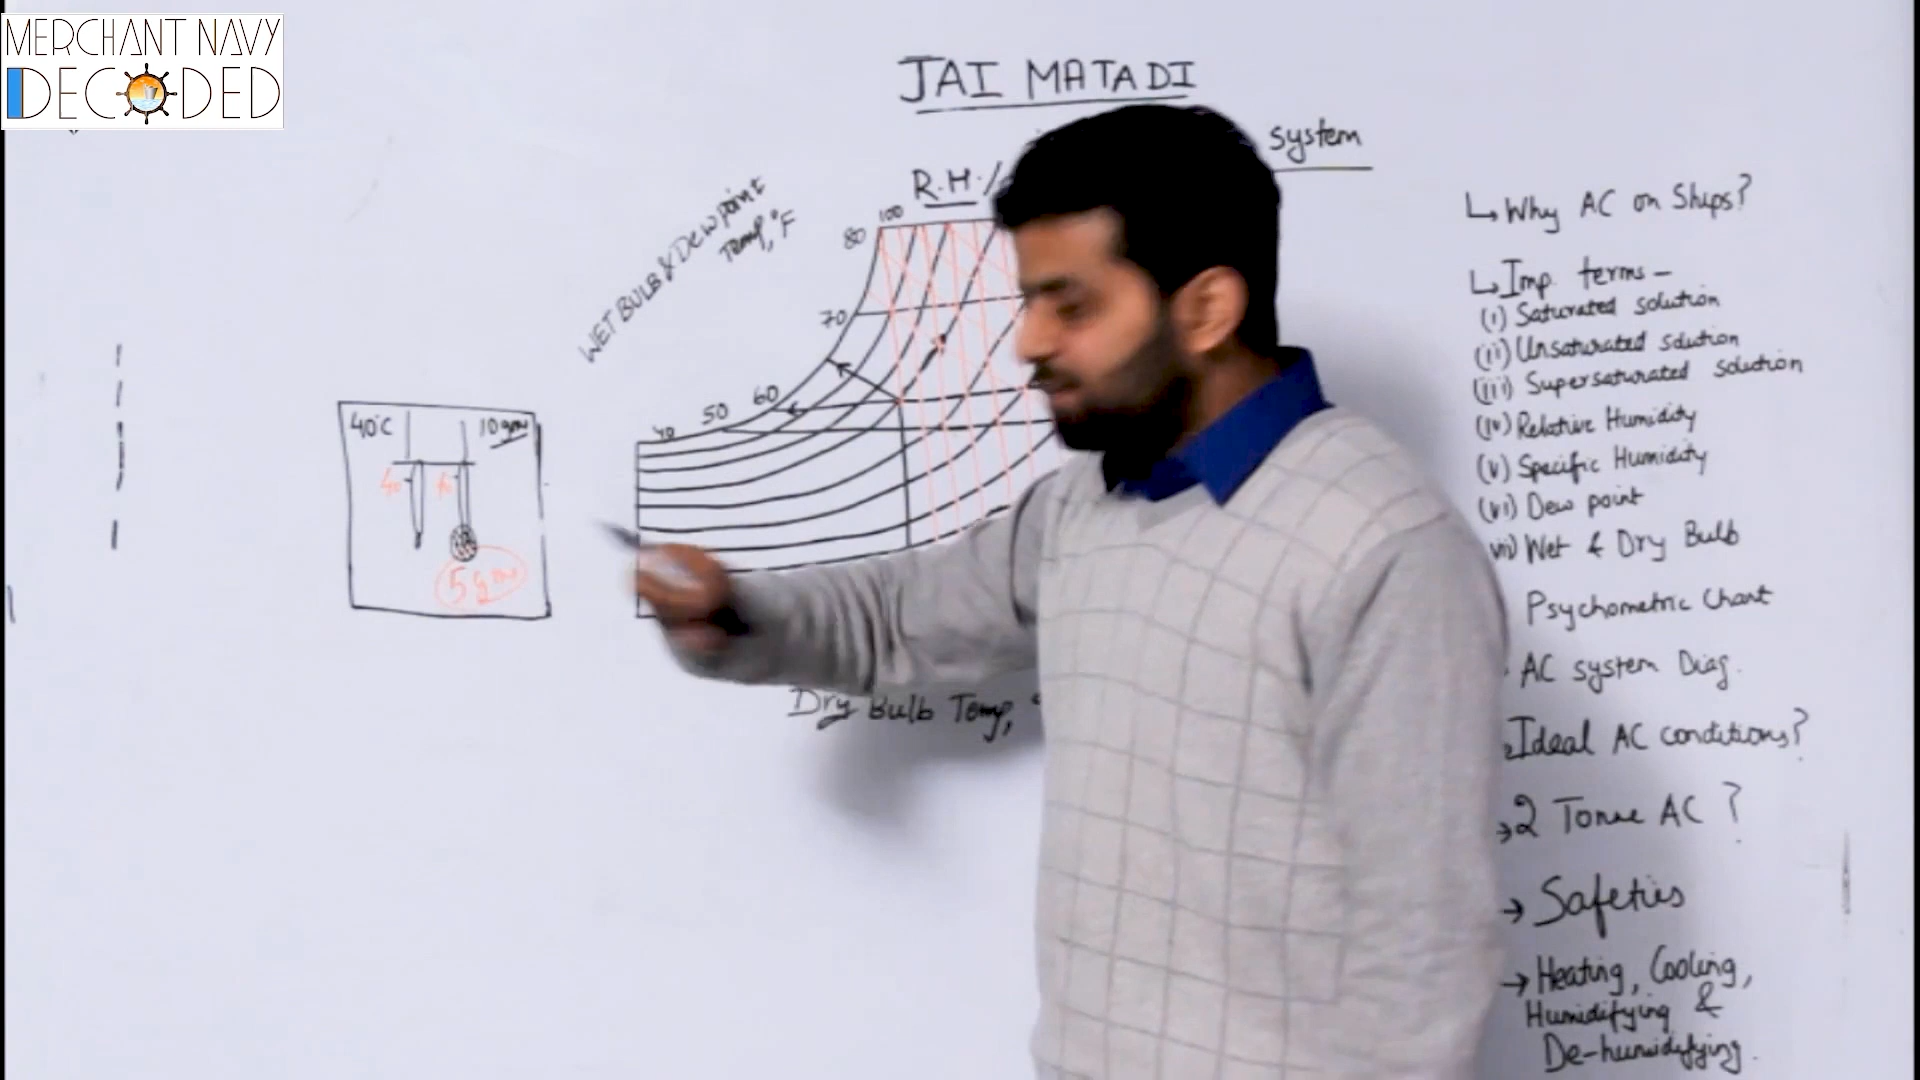 MERCHANT NAVY
DECODED
JAI MATADI
system
R.H./
WET BULB & Dew point
Temp, °F
100
80
70
60
50
40
40°C
10 gm
40
5 gm
Dry Bulb Temp, °
↳ Why AC on Ships?
↳ Imp. terms -
(i) Saturated solution
(ii) Unsaturated solution
(iii) Supersaturated solution
(iv) Relative Humidity
(v) Specific Humidity
(vi) Dew point
vii) Wet & Dry Bulb
Psychometric Chart
AC system Diag.
Ideal AC conditions?
→ 2 Tonne AC ?
→ Safeties
→ Heating, Cooling,
Humidifying &
De-humidifying.